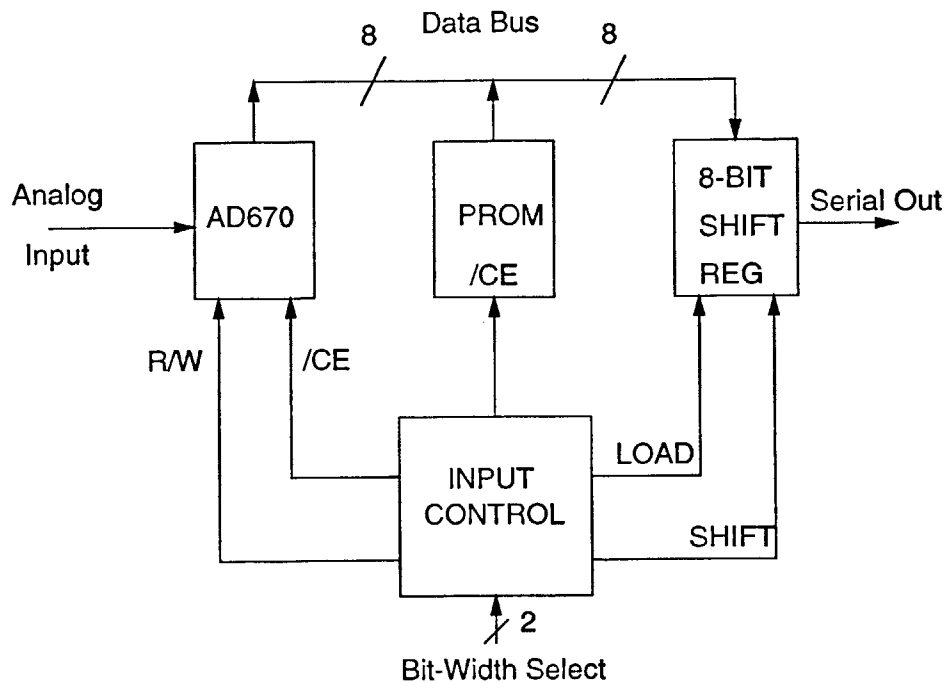 8
Data Bus
8
Analog
Input
AD670
PROM
/CE
8-BIT
SHIFT
REG
Serial Out
R/W
/CE
INPUT
CONTROL
LOAD
SHIFT
2
Bit-Width Select